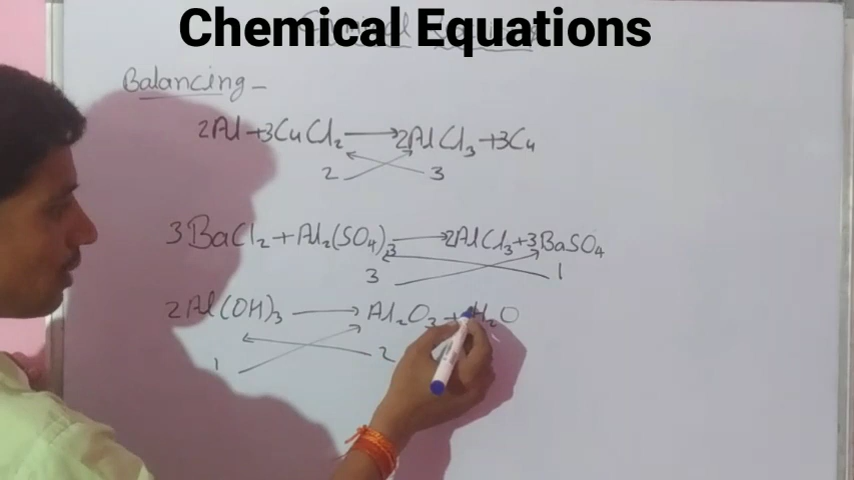 Chemical Equations
Balancing -
2Al+3CuCl₂ → 2AlCl₃ +3Cu
2 3
3BaCl₂+Al₂(SO₄)₃ → 2AlCl₃+3BaSO₄
3 1
2Al(OH)₃ → Al₂O₃ + H₂O
1 2